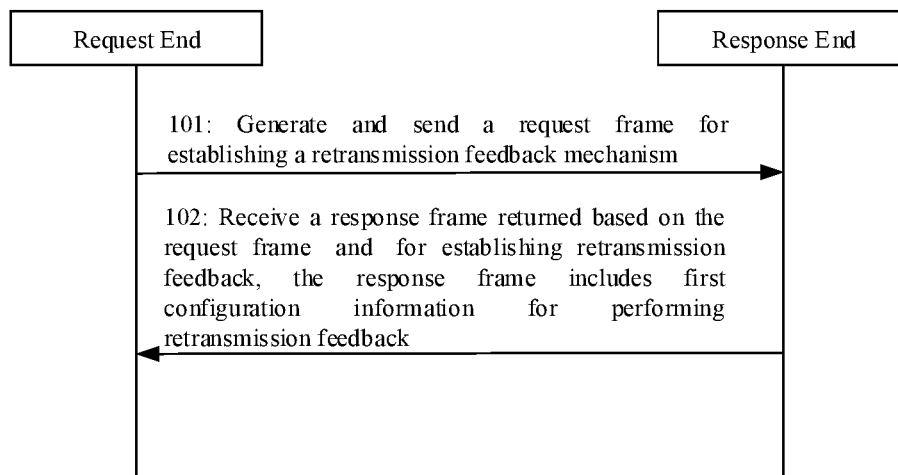 Request End
Response End
101: Generate and send a request frame for
establishing a retransmission feedback mechanism
102: Receive a response frame returned based on the
request frame and for establishing retransmission
feedback, the response frame includes first
configuration information for performing
retransmission feedback